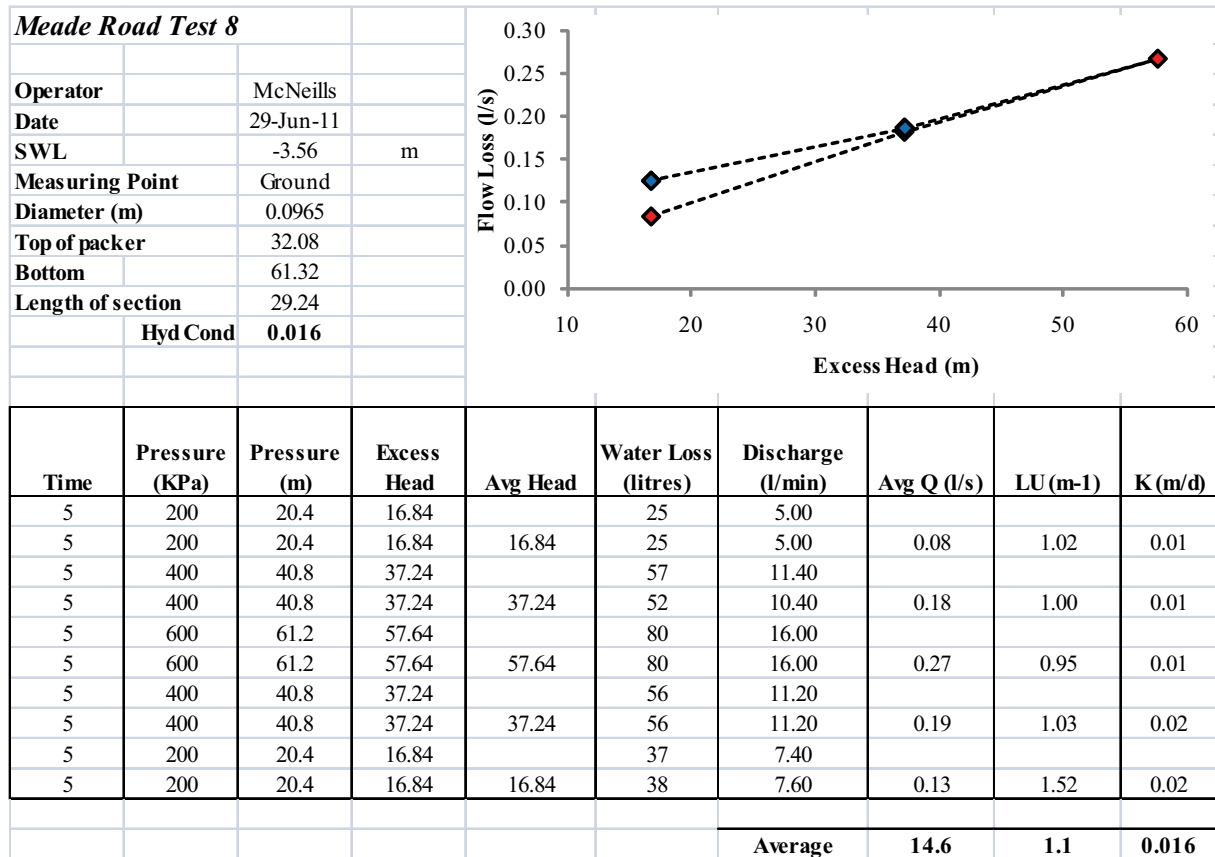 Meade Road Test 8
Operator McNeills
Date 29-Jun-11
SWL -3.56 m
Measuring Point Ground
Diameter (m) 0.0965
Top of packer 32.08
Bottom 61.32
Length of section 29.24
Hyd Cond 0.016
Flow Loss (l/s)
0.30
0.25
0.20
0.15
0.10
0.05
0.00
10 20 30 40 50 60
Excess Head (m)
Time Pressure (KPa) Pressure (m) Excess Head Avg Head Water Loss (litres) Discharge (l/min) Avg Q (l/s) LU (m-1) K (m/d)
5 200 20.4 16.84 25 5.00
5 200 20.4 16.84 16.84 25 5.00 0.08 1.02 0.01
5 400 40.8 37.24 57 11.40
5 400 40.8 37.24 37.24 52 10.40 0.18 1.00 0.01
5 600 61.2 57.64 80 16.00
5 600 61.2 57.64 57.64 80 16.00 0.27 0.95 0.01
5 400 40.8 37.24 56 11.20
5 400 40.8 37.24 37.24 56 11.20 0.19 1.03 0.02
5 200 20.4 16.84 37 7.40
5 200 20.4 16.84 16.84 38 7.60 0.13 1.52 0.02
Average 14.6 1.1 0.016